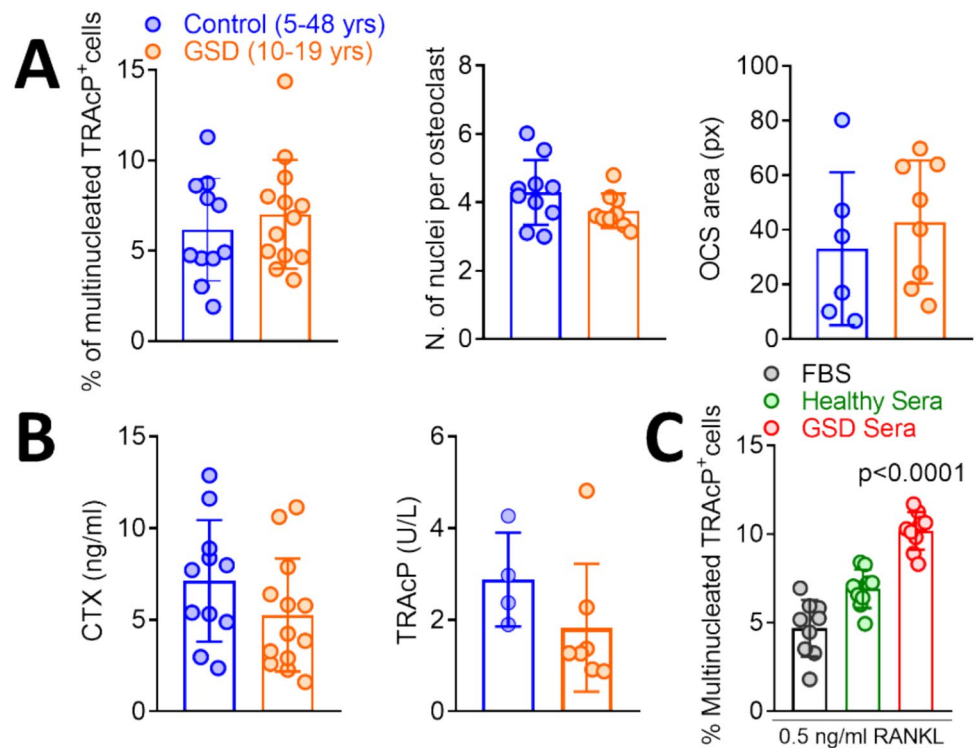 A
Control (5-48 yrs)
GSD (10-19 yrs)
% of multinucleated TRAcP+cells
15
10
5
0
N. of nuclei per osteoclast
8
6
4
2
0
OCS area (px)
100
80
60
40
20
0
B
CTX (ng/ml)
15
10
5
0
TRAcP (U/L)
6
4
2
0
C
FBS
Healthy Sera
GSD Sera
% Multinucleated TRAcP+cells
15
10
5
0
p<0.0001
0.5 ng/ml RANKL